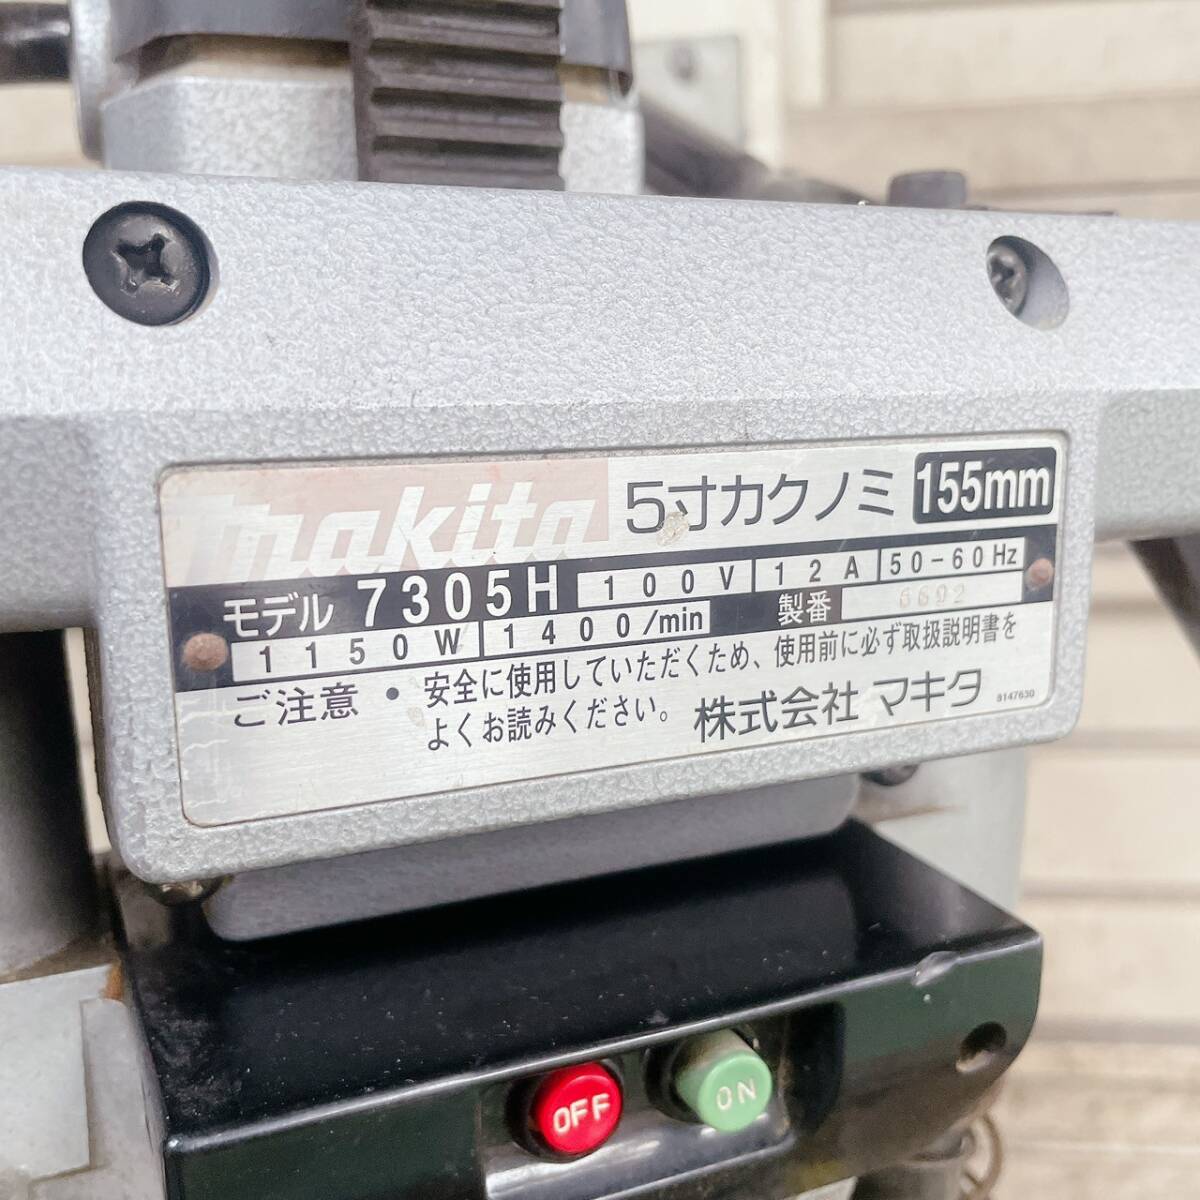 makita 5寸カクノミ 155mm
モデル 7305H 100V 12A 50-60Hz
1150W 1400/min 製番 6692
ご注意 ・ 安全に使用していただくため、使用前に必ず取扱説明書を
よくお読みください。 株式会社 マキタ 8147630
OFF ON